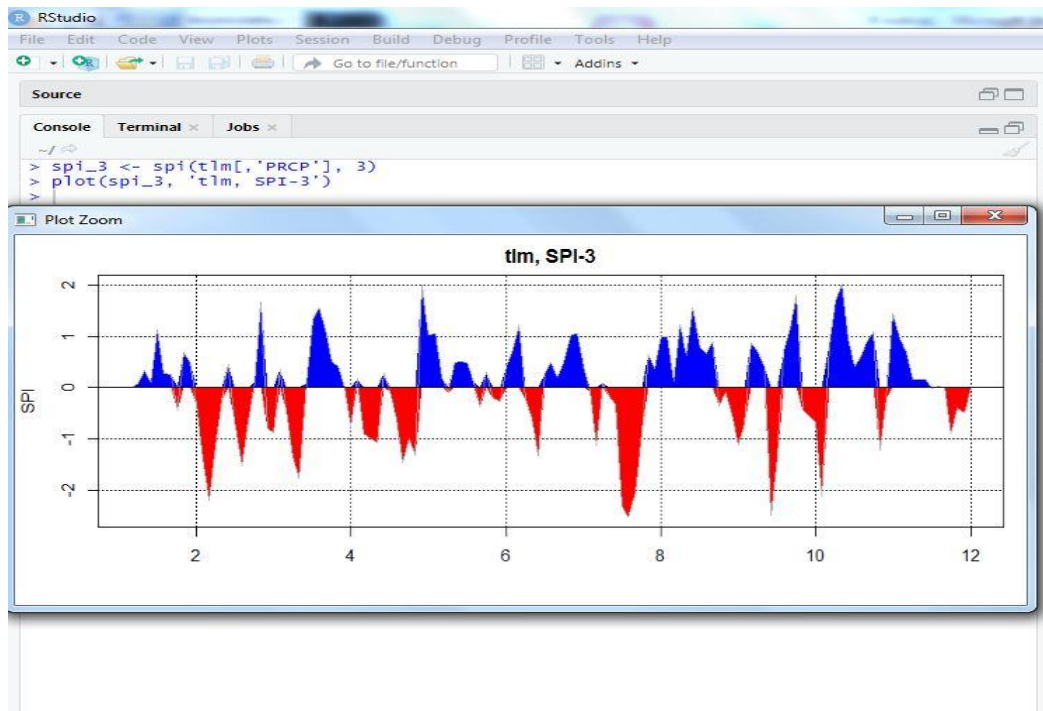 RStudio
File Edit Code View Plots Session Build Debug Profile Tools Help
Go to file/function Addins
Source
Console Terminal Jobs
~/
> spi_3 <- spi(tlm[,'PRCP'], 3)
> plot(spi_3, 'tlm, SPI-3')
>
Plot Zoom
tlm, SPI-3
SPI
2
1
0
-1
-2
2 4 6 8 10 12